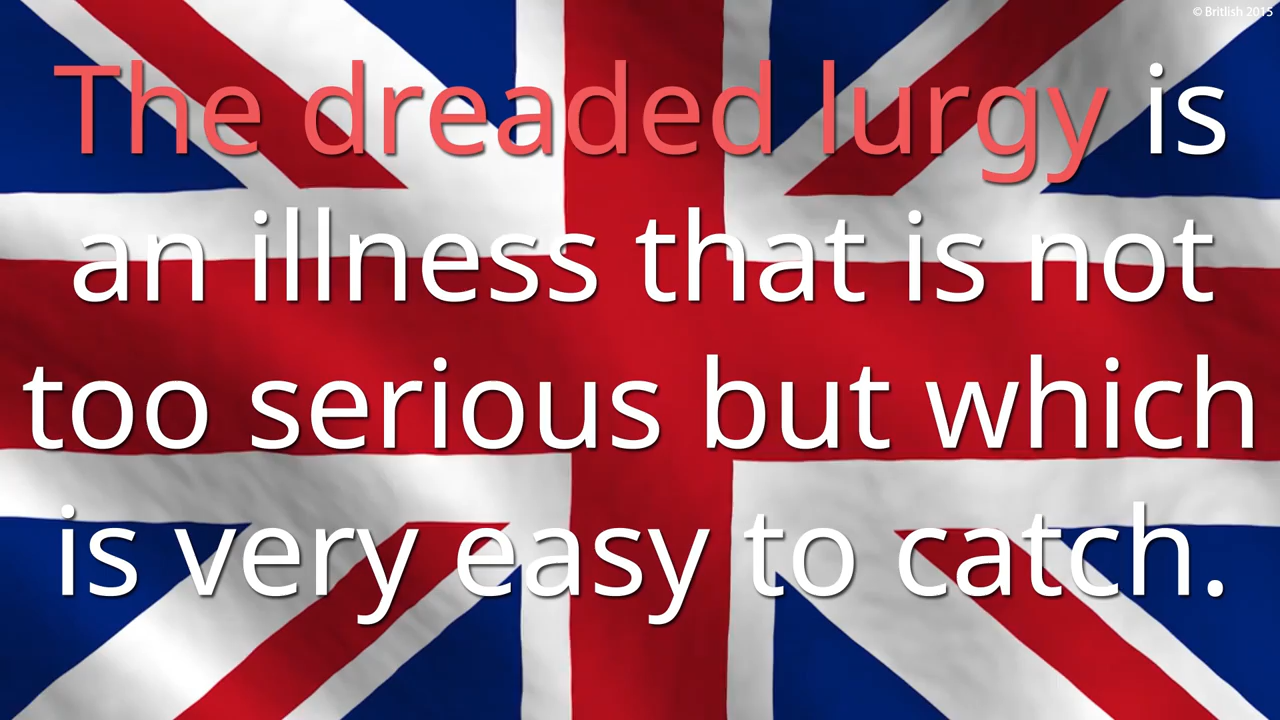 © Britlish 2015
The dreaded lurgy is
an illness that is not
too serious but which
is very easy to catch.